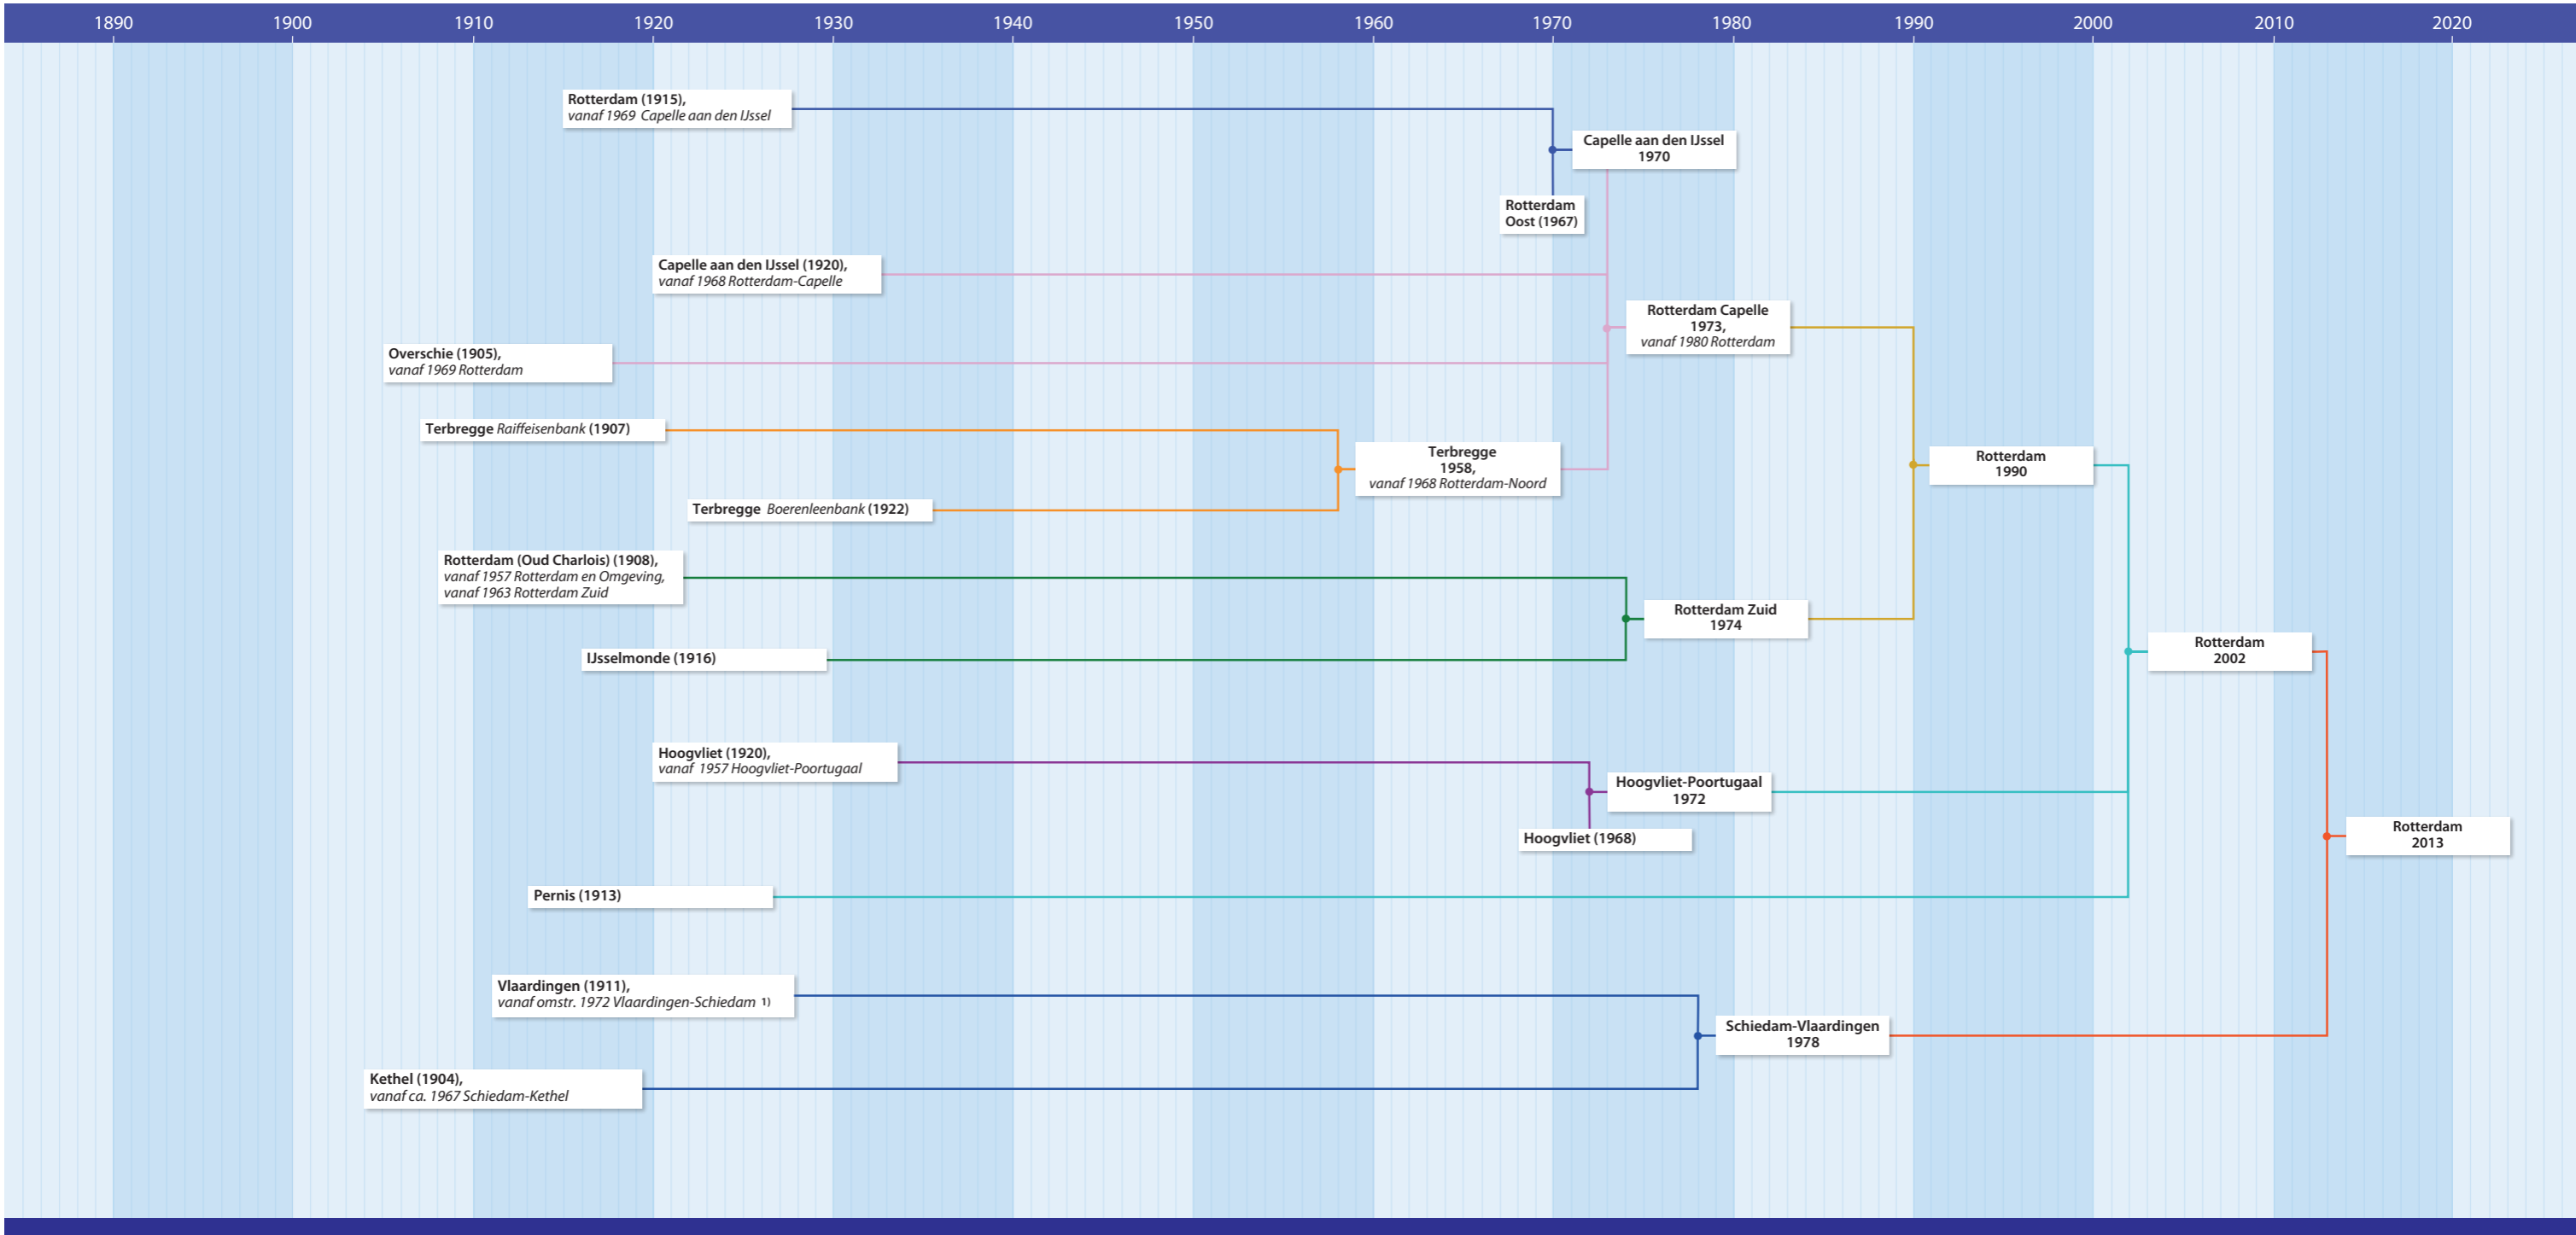 1890 1900 1910 1920 1930 1940 1950 1960 1970 1980 1990 2000 2010 2020
Rotterdam (1915),
vanaf 1969 Capelle aan den IJssel
Capelle aan den IJssel
1970
Rotterdam
Oost (1967)
Capelle aan den IJssel (1920),
vanaf 1968 Rotterdam-Capelle
Rotterdam Capelle
1973,
vanaf 1980 Rotterdam
Overschie (1905),
vanaf 1969 Rotterdam
Terbregge Raiffeisenbank (1907)
Terbregge
1958,
vanaf 1968 Rotterdam-Noord
Rotterdam
1990
Terbregge Boerenleenbank (1922)
Rotterdam (Oud Charlois) (1908),
vanaf 1957 Rotterdam en Omgeving,
vanaf 1963 Rotterdam Zuid
Rotterdam Zuid
1974
IJsselmonde (1916)
Rotterdam
2002
Hoogvliet (1920),
vanaf 1957 Hoogvliet-Poortugaal
Hoogvliet-Poortugaal
1972
Hoogvliet (1968)
Rotterdam
2013
Pernis (1913)
Vlaardingen (1911),
vanaf omstr. 1972 Vlaardingen-Schiedam 1)
Schiedam-Vlaardingen
1978
Kethel (1904),
vanaf ca. 1967 Schiedam-Kethel